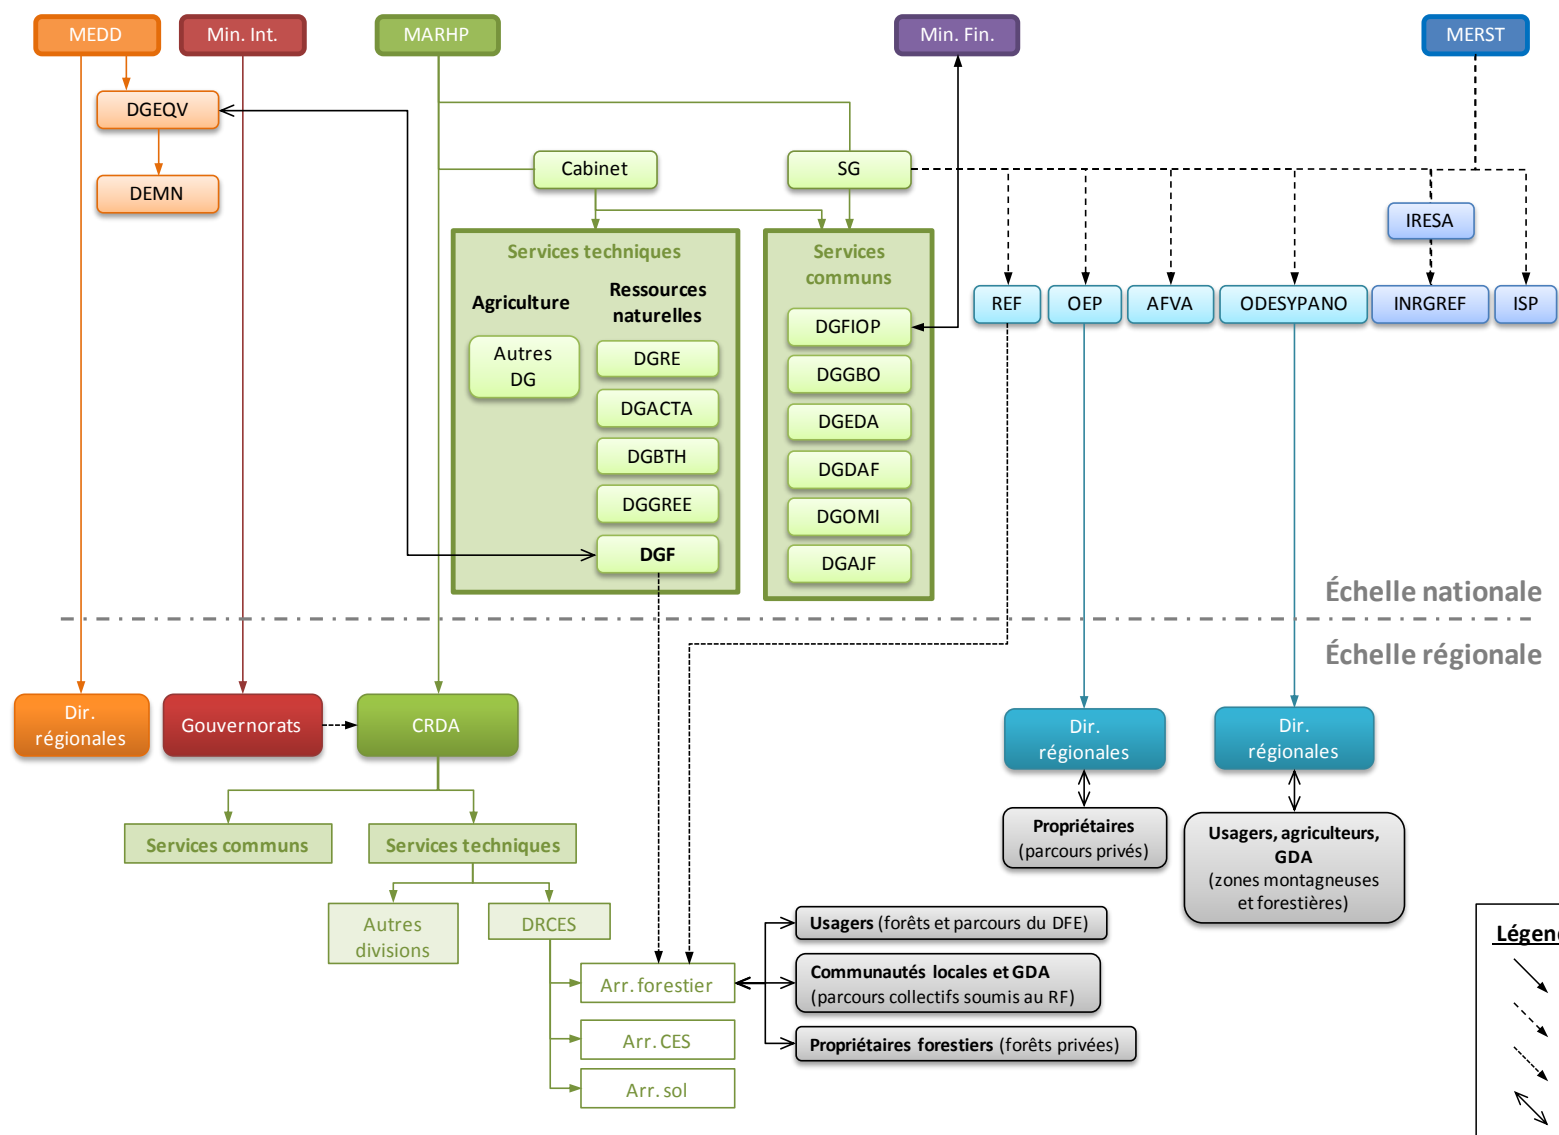 MEDD
Min. Int.
MARHP
Min. Fin.
MERST
DGEQV
DEMN
Cabinet
SG
IRESA
Services techniques
Agriculture
Ressources
naturelles
Autres
DG
DGRE
DGACTA
DGBTH
DGGREE
DGF
Services
communs
DGFIOP
DGGBO
DGEDA
DGDAF
DGOMI
DGAJF
REF
OEP
AFVA
ODESYPANO
INRGREF
ISP
Échelle nationale
Échelle régionale
Dir.
régionales
Gouvernorats
CRDA
Dir.
régionales
Dir.
régionales
Services communs
Services techniques
Autres
divisions
DRCES
Arr. forestier
Arr. CES
Arr. sol
Usagers (forêts et parcours du DFE)
Communautés locales et GDA
(parcours collectifs soumis au RF)
Propriétaires forestiers (forêts privées)
Propriétaires
(parcours privés)
Usagers, agriculteurs,
GDA
(zones montagneuses
et forestières)
Légen